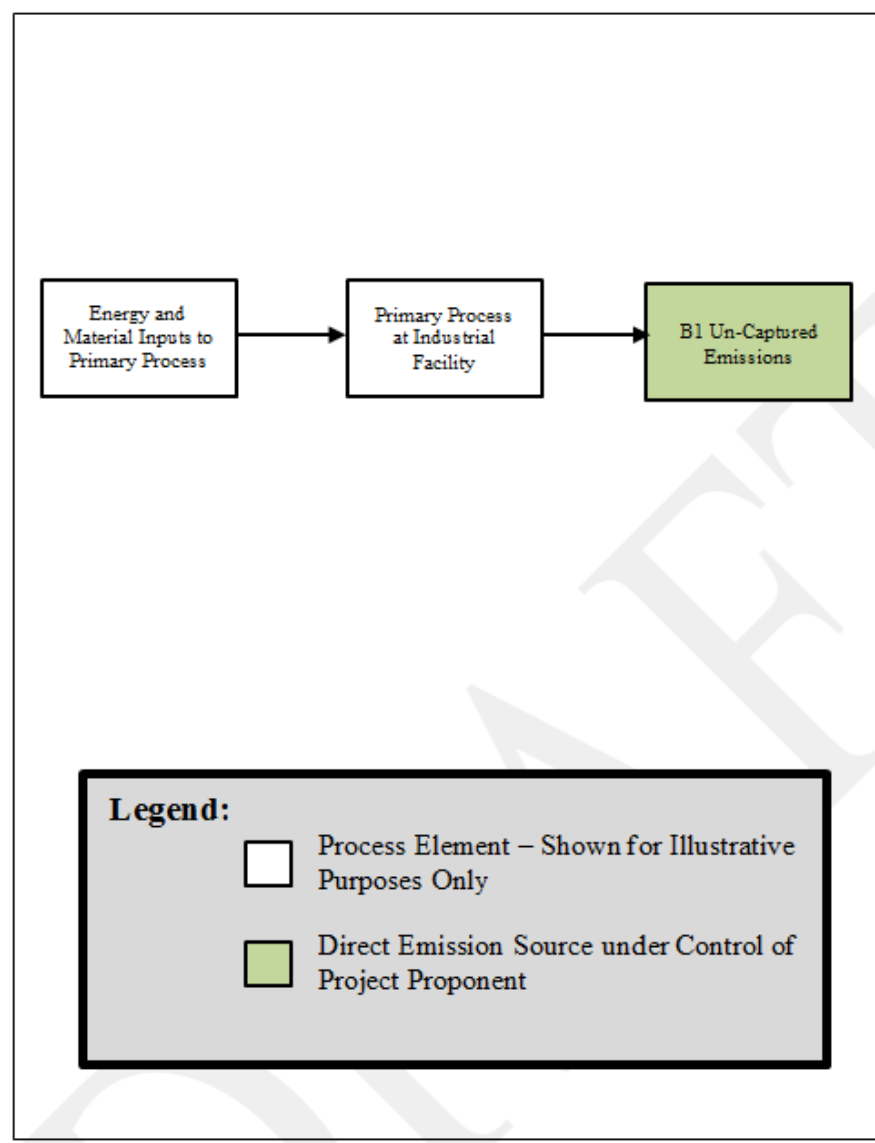 Energy and
Material Inputs to
Primary Process
Primary Process
at Industrial
Facility
B1 Un-Captured
Emissions
Legend:
Process Element – Shown for Illustrative
Purposes Only
Direct Emission Source under Control of
Project Proponent
DRAFT